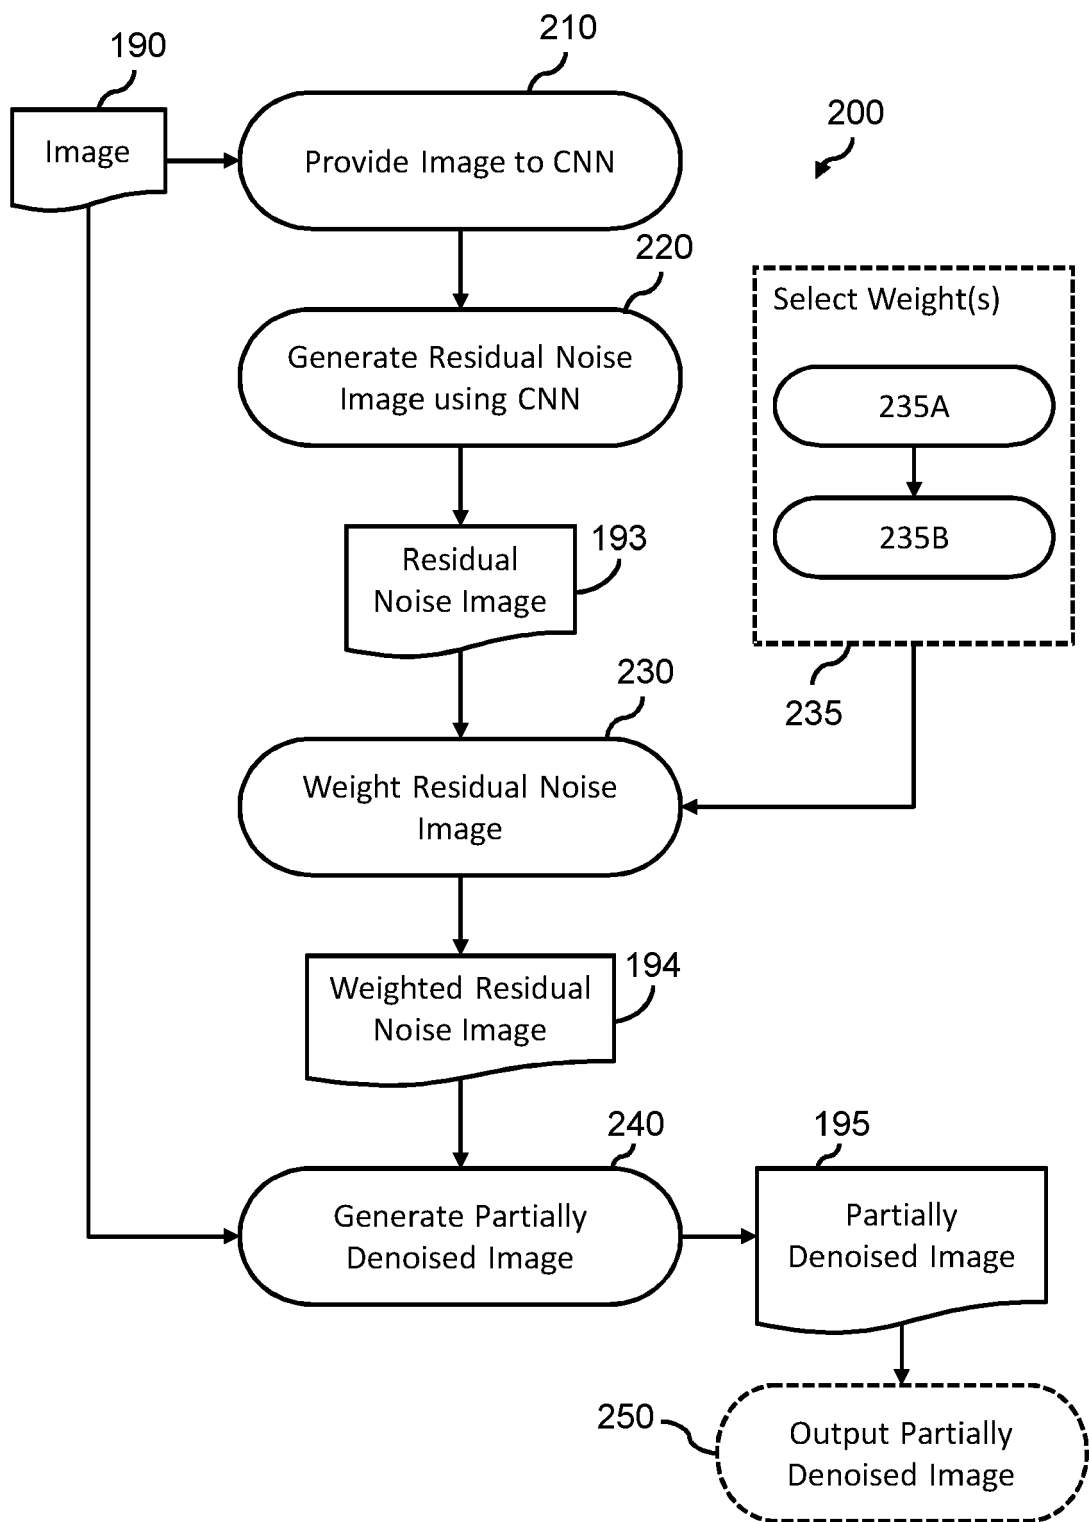 190
210
200
Image
Provide Image to CNN
220
Select Weight(s)
Generate Residual Noise
Image using CNN
235A
235B
193
Residual
Noise Image
230
235
Weight Residual Noise
Image
194
Weighted Residual
Noise Image
240
195
Generate Partially
Denoised Image
Partially
Denoised Image
250
Output Partially
Denoised Image